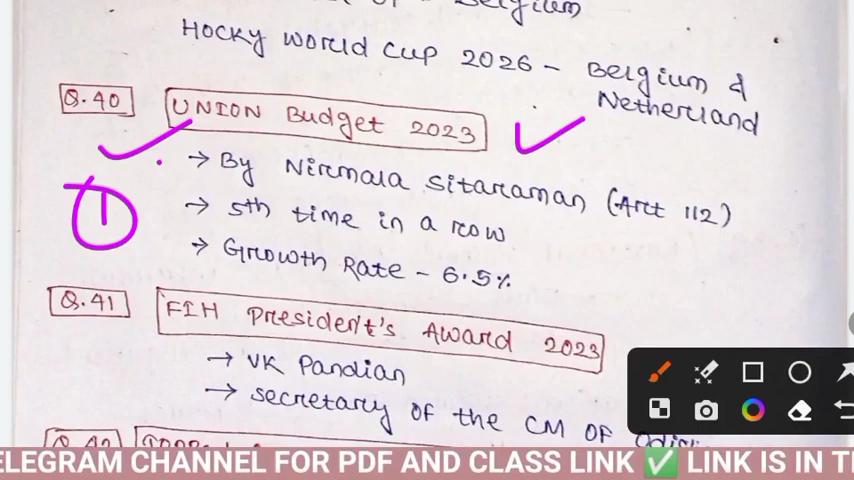 Belgium
Hocky World Cup 2026 - Belgium &
Netherland
Q.40 UNION Budget 2023
→ By Nirmala Sitaraman (Art 112)
→ 5th time in a row
→ Growth Rate - 6.5%
1
Q.41 FIH President's Award 2023
→ VK Pandian
→ Secretary of the CM of
ELEGRAM CHANNEL FOR PDF AND CLASS LINK ✅ LINK IS IN T